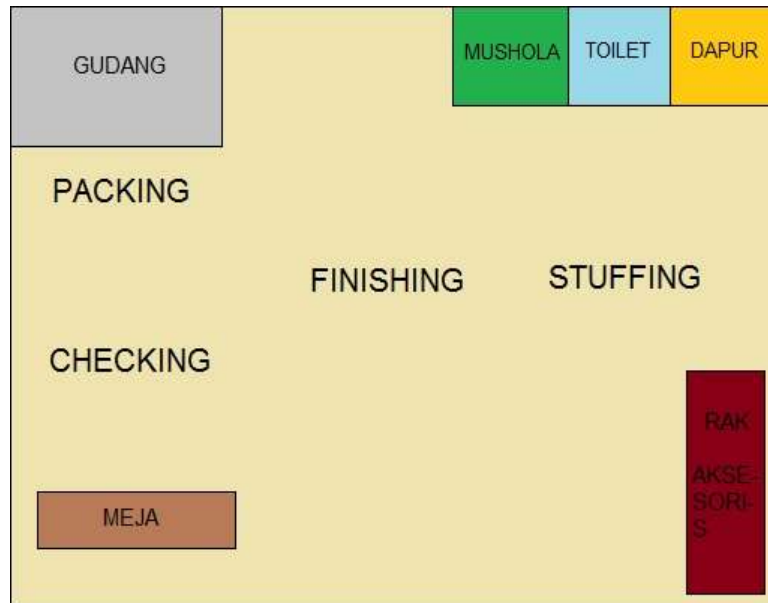 GUDANG
MUSHOLA
TOILET
DAPUR
PACKING
FINISHING
STUFFING
CHECKING
RAK
AKSE-
SORI-
S
MEJA